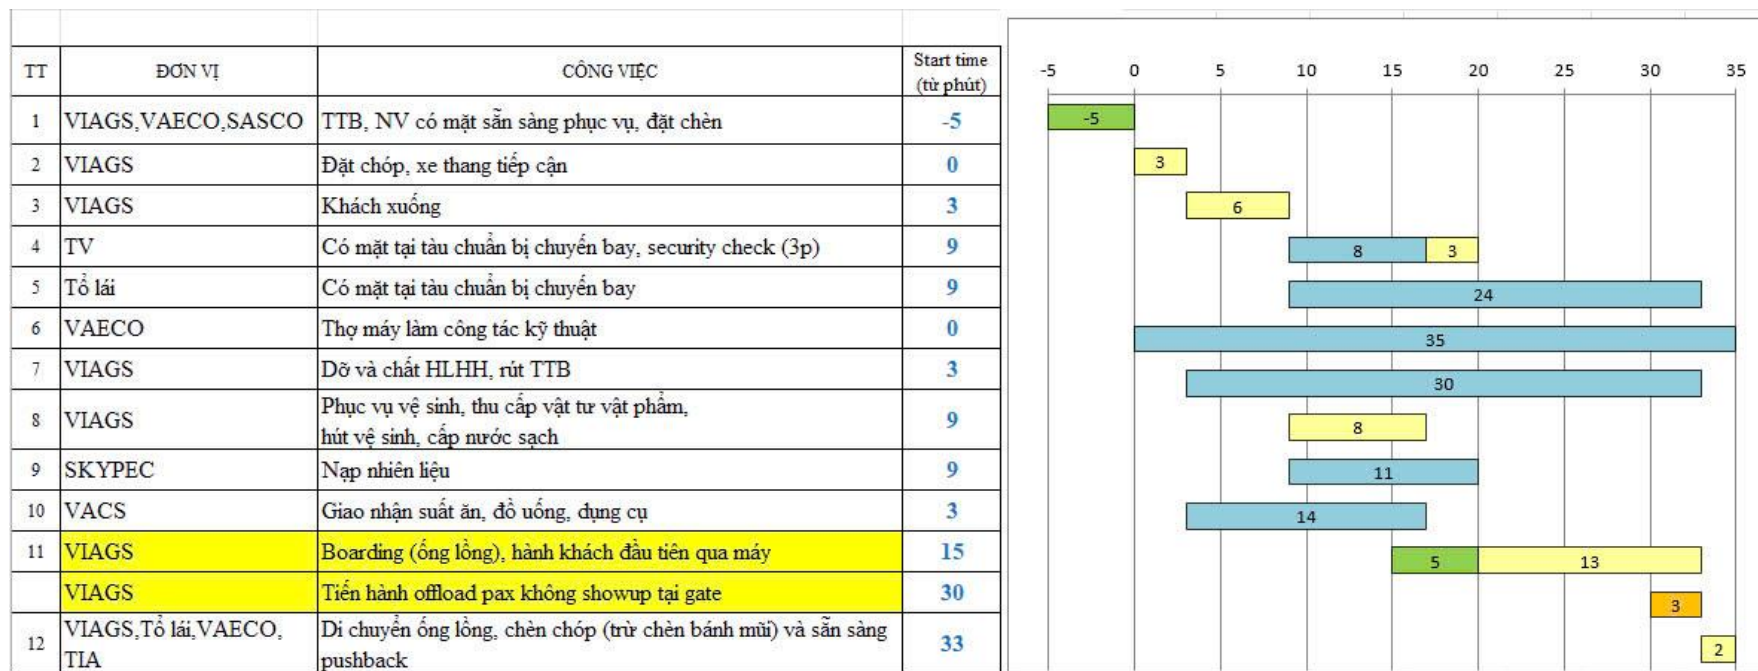 TT ĐƠN VỊ CÔNG VIỆC Start time
(từ phút)
-5 0 5 10 15 20 25 30 35
1 VIAGS,VAECO,SASCO TTB, NV có mặt sẵn sàng phục vụ, đặt chèn -5 -5
2 VIAGS Đặt chóp, xe thang tiếp cận 0 3
3 VIAGS Khách xuống 3 6
4 TV Có mặt tại tàu chuẩn bị chuyến bay, security check (3p) 9 8 3
5 Tổ lái Có mặt tại tàu chuẩn bị chuyến bay 9 24
6 VAECO Thợ máy làm công tác kỹ thuật 0 35
7 VIAGS Dỡ và chất HLHH, rút TTB 3 30
8 VIAGS Phục vụ vệ sinh, thu cấp vật tư vật phẩm,
hút vệ sinh, cấp nước sạch 9 8
9 SKYPEC Nạp nhiên liệu 9 11
10 VACS Giao nhận suất ăn, đồ uống, dụng cụ 3 14
11 VIAGS Boarding (ống lồng), hành khách đầu tiên qua máy 15 5 13
VIAGS Tiến hành offload pax không showup tại gate 30 3
12 VIAGS,Tổ lái,VAECO,
TIA Di chuyển ống lồng, chèn chóp (trừ chèn bánh mũi) và sẵn sàng
pushback 33 2